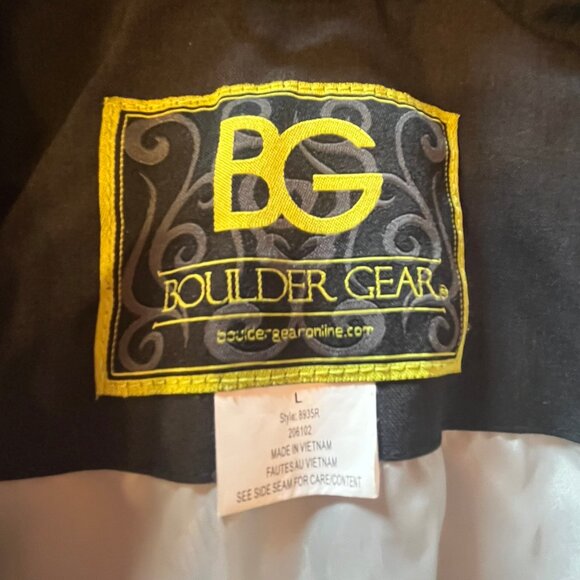 BG
BOULDER GEAR®
bouldergearonline.com
L
Style: 8935R
206102
MADE IN VIETNAM
FAUTES AU VIETNAM
SEE SIDE SEAM FOR CARE/CONTENT